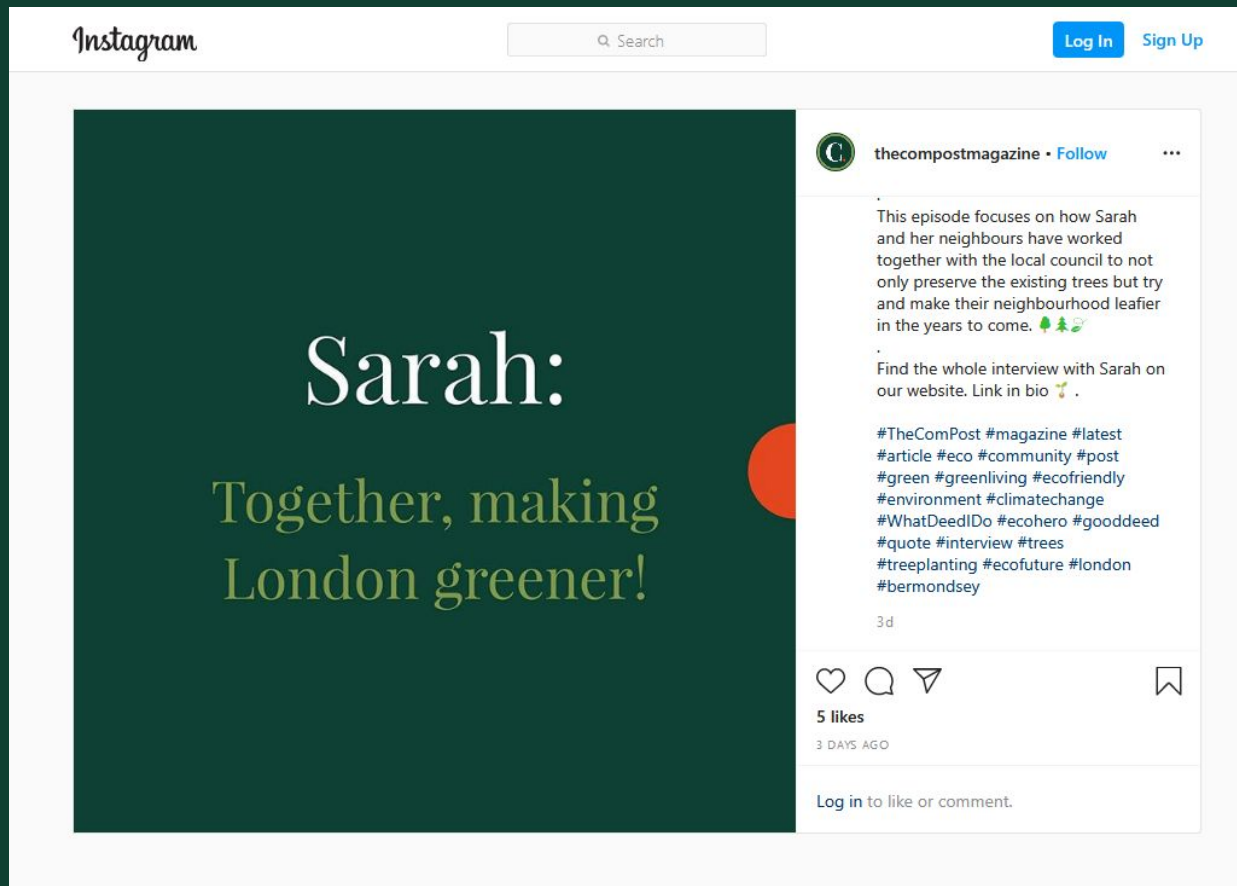 Instagram
Search
Log In
Sign Up
Sarah:
Together, making
London greener!
C.
thecompostmagazine • Follow
.
This episode focuses on how Sarah
and her neighbours have worked
together with the local council to not
only preserve the existing trees but try
and make their neighbourhood leafier
in the years to come. 🌳🌲🍃
.
Find the whole interview with Sarah on
our website. Link in bio 🌱 .
#TheComPost #magazine #latest
#article #eco #community #post
#green #greenliving #ecofriendly
#environment #climatechange
#WhatDeedIDo #ecohero #gooddeed
#quote #interview #trees
#treeplanting #ecofuture #london
#bermondsey
3d
5 likes
3 DAYS AGO
Log in to like or comment.